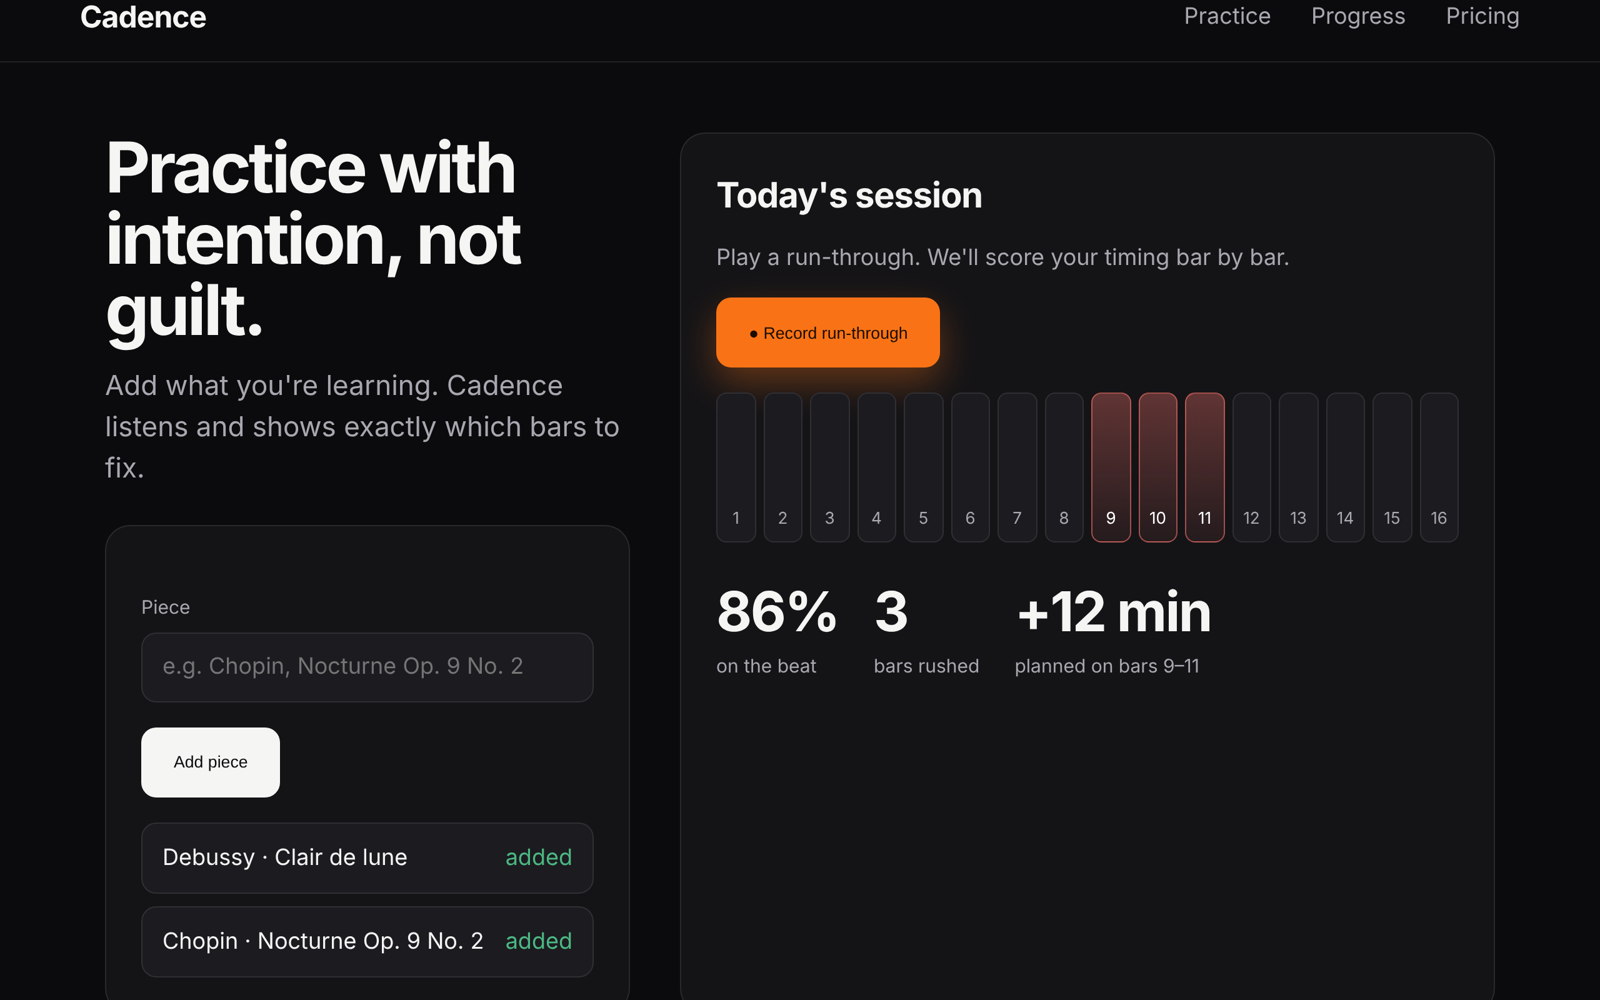 Cadence
Practice Progress Pricing
Practice with
intention, not
guilt.
Add what you're learning. Cadence
listens and shows exactly which bars to
fix.
Piece
e.g. Chopin, Nocturne Op. 9 No. 2
Add piece
Debussy · Clair de lune added
Chopin · Nocturne Op. 9 No. 2 added
Today's session
Play a run-through. We'll score your timing bar by bar.
● Record run-through
1 2 3 4 5 6 7 8 9 10 11 12 13 14 15 16
86% 3 +12 min
on the beat bars rushed planned on bars 9–11